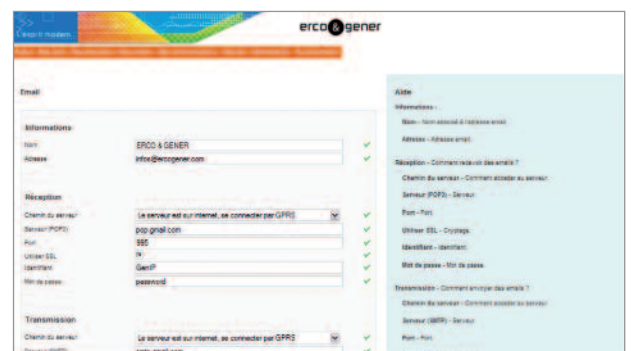 L'esprit modem
erco&gener
Email
Informations
Nom ERCO & GENER
Adresse infos@ercogener.com
Réception
Chemin du serveur Le serveur est sur internet, se connecter par GPRS
Serveur (POP3) pop.gmail.com
Port 995
Utiliser SSL
Identifiant GenIP
Mot de passe password
Transmission
Chemin du serveur Le serveur est sur internet, se connecter par GPRS
Aide
Informations -
Nom - Nom associé à l'adresse email.
Adresse - Adresse email.
Réception - Comment recevoir des emails ?
Chemin du serveur - Comment accéder au serveur.
Serveur (POP3) - Serveur.
Port - Port.
Utiliser SSL - Cryptage.
Identifiant - Identifiant.
Mot de passe - Mot de passe.
Transmission - Comment envoyer des emails ?
Chemin du serveur - Comment accéder au serveur.
Serveur (SMTP) - Serveur.
Port - Port.